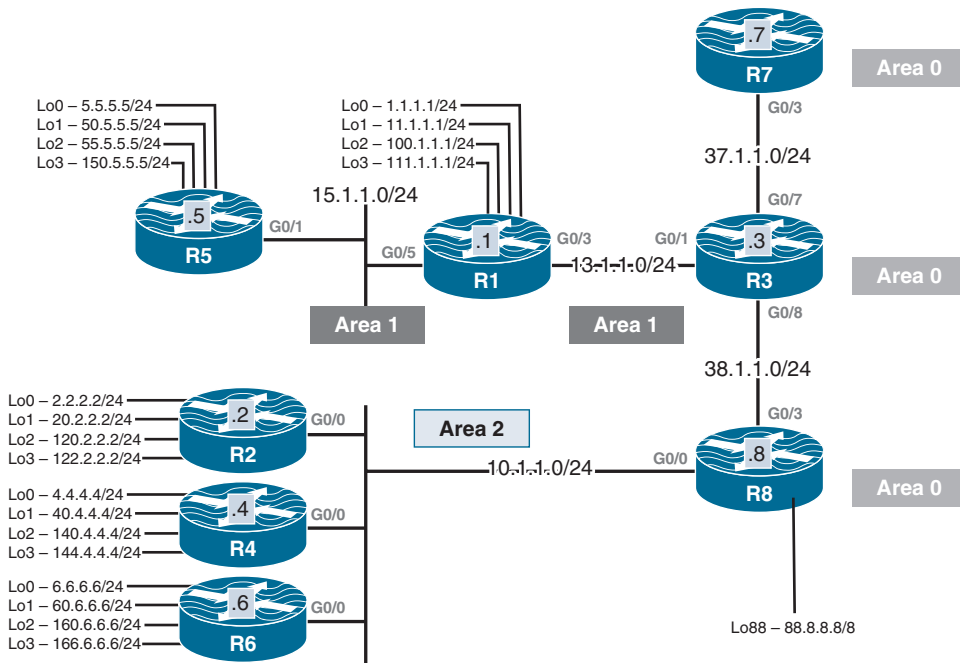 .7
R7
Area 0
G0/3
37.1.1.0/24
G0/7
Lo0 – 5.5.5.5/24
Lo1 – 50.5.5.5/24
Lo2 – 55.5.5.5/24
Lo3 – 150.5.5.5/24
Lo0 – 1.1.1.1/24
Lo1 – 11.1.1.1/24
Lo2 – 100.1.1.1/24
Lo3 – 111.1.1.1/24
15.1.1.0/24
.5
R5
G0/1
G0/5
.1
R1
G0/3
13.1.1.0/24
G0/1
.3
R3
Area 0
Area 1
Area 1
G0/8
38.1.1.0/24
G0/3
Lo0 – 2.2.2.2/24
Lo1 – 20.2.2.2/24
Lo2 – 120.2.2.2/24
Lo3 – 122.2.2.2/24
.2
R2
G0/0
Area 2
10.1.1.0/24
G0/0
.8
R8
Area 0
Lo0 – 4.4.4.4/24
Lo1 – 40.4.4.4/24
Lo2 – 140.4.4.4/24
Lo3 – 144.4.4.4/24
.4
R4
G0/0
Lo0 – 6.6.6.6/24
Lo1 – 60.6.6.6/24
Lo2 – 160.6.6.6/24
Lo3 – 166.6.6.6/24
.6
R6
G0/0
Lo88 – 88.8.8.8/8